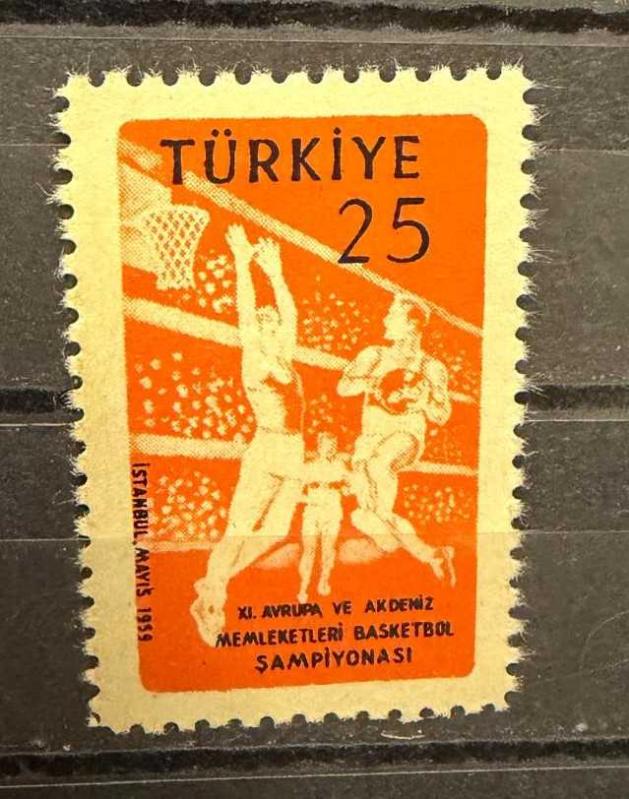 TÜRKİYE
25
İSTANBUL, MAYIS 1959
XI. AVRUPA VE AKDENİZ
MEMLEKETLERİ BASKETBOL
ŞAMPİYONASI